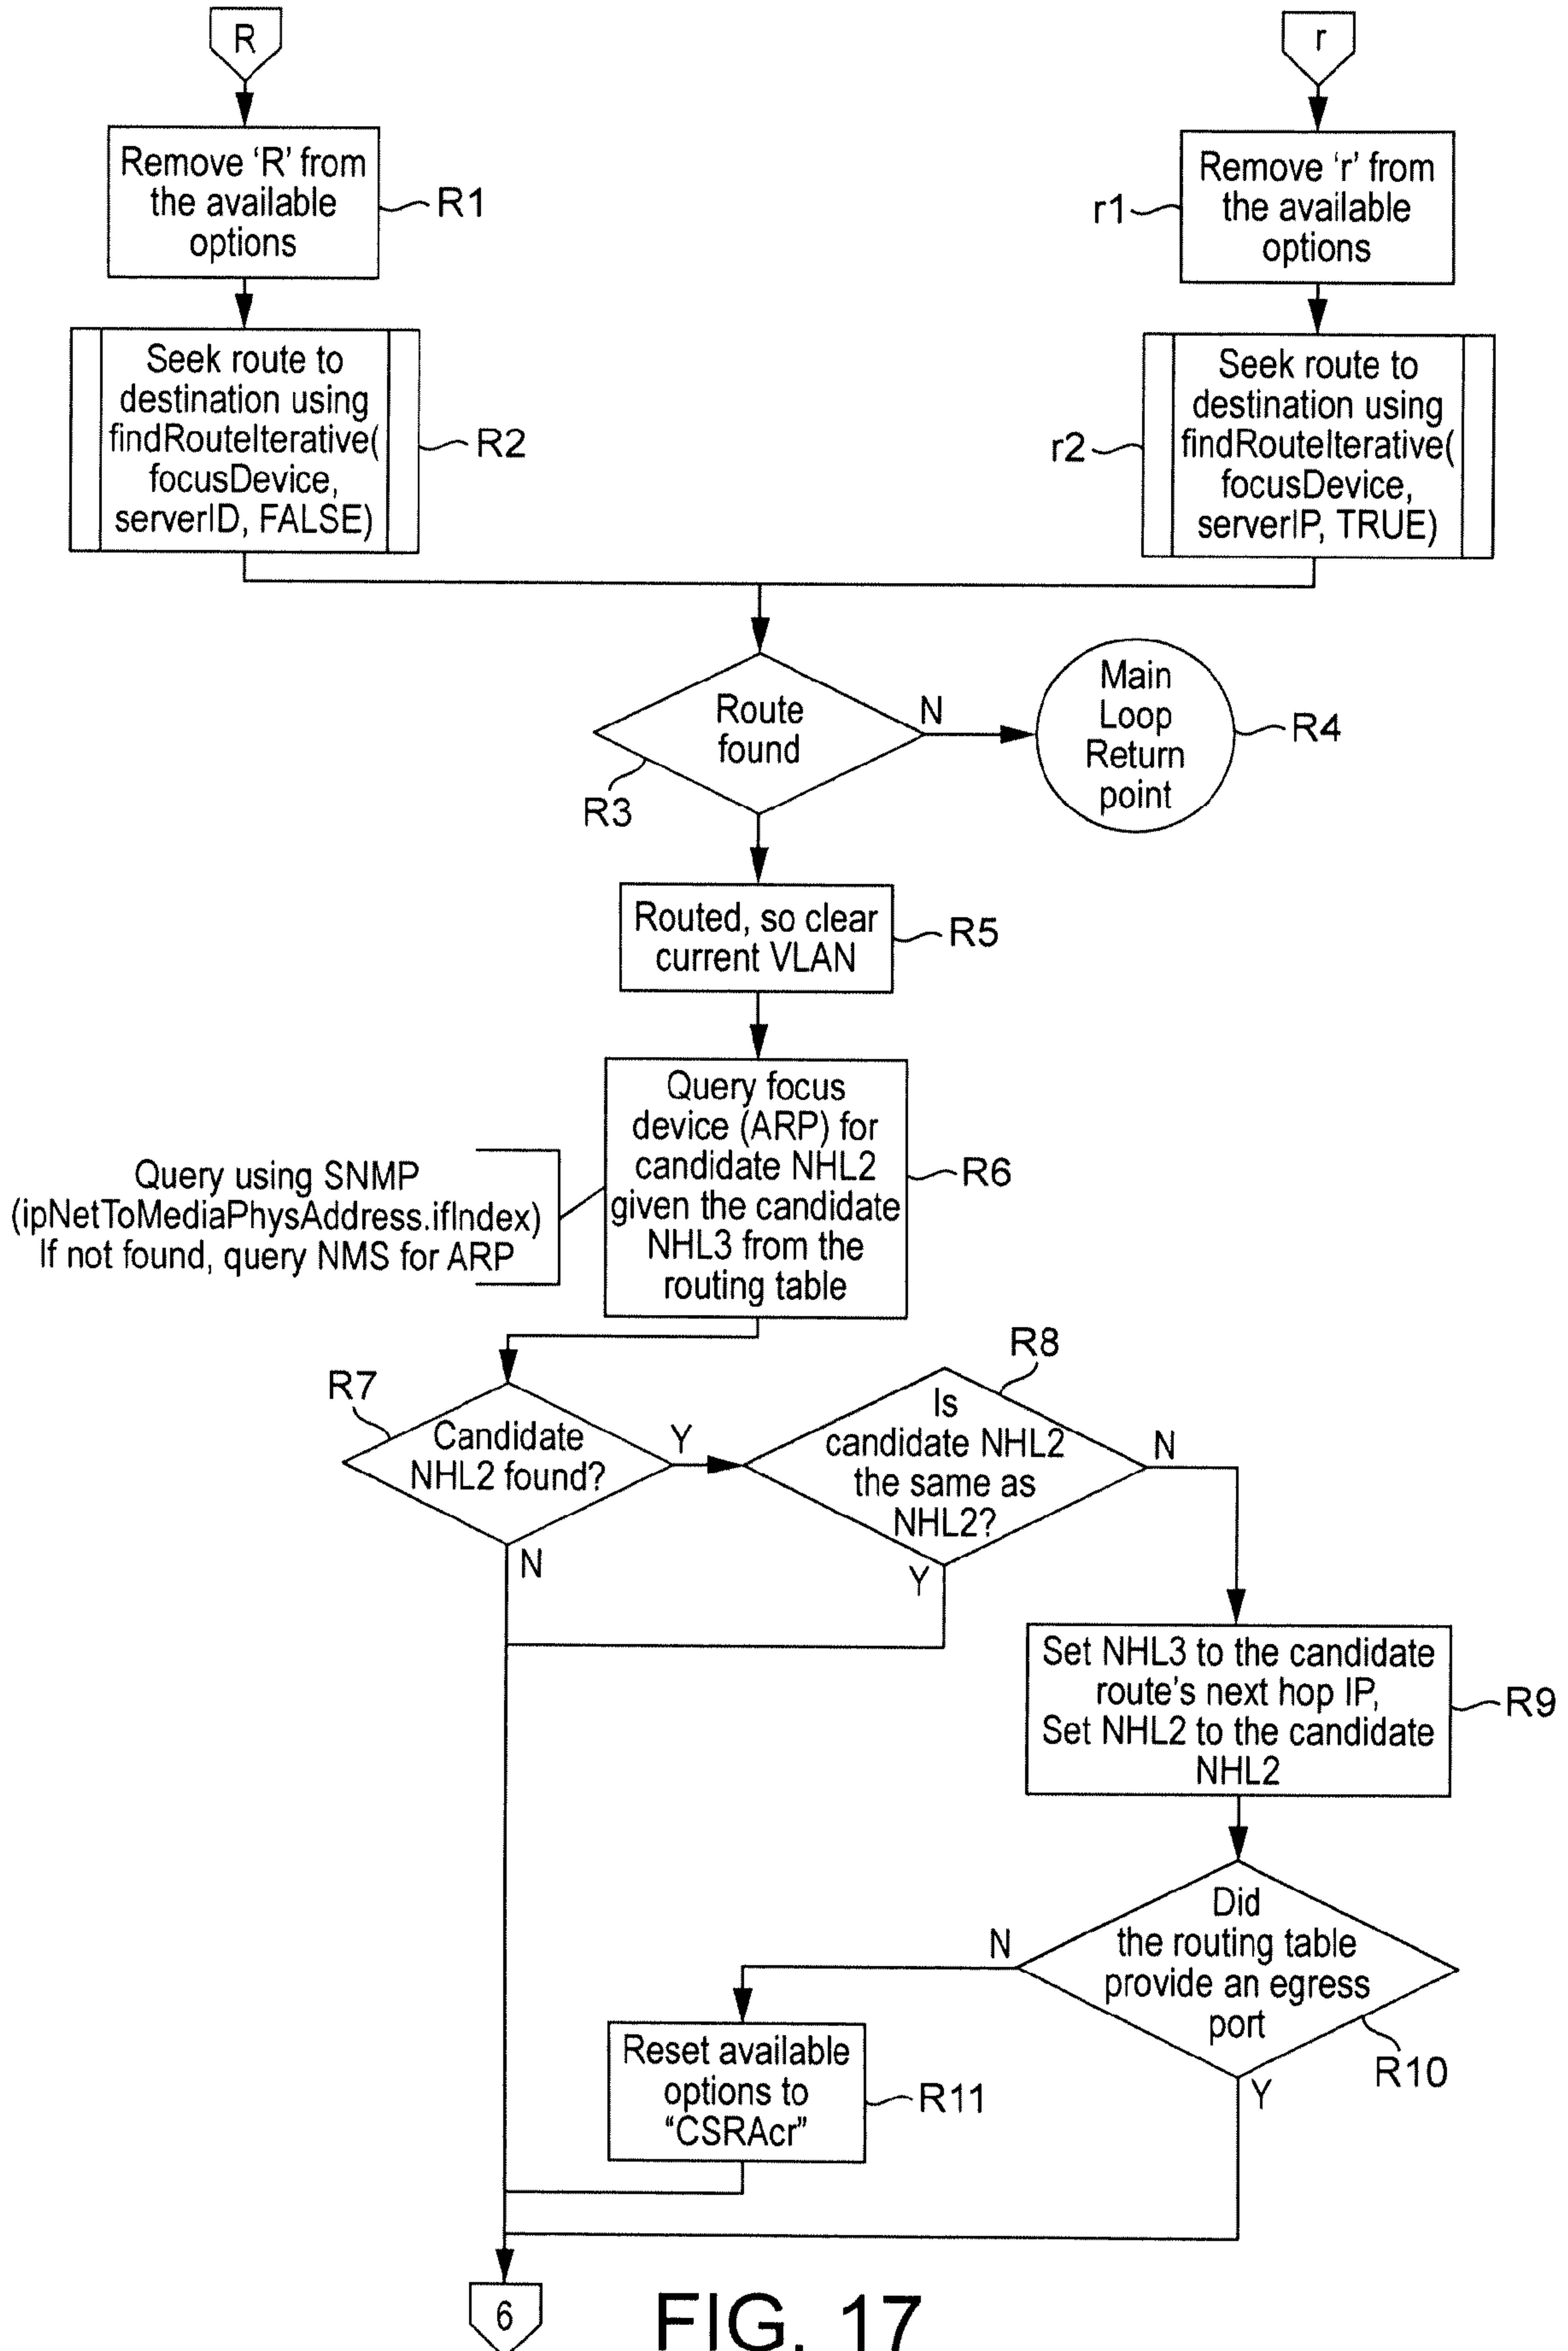 R
Remove ‘R’ from
the available
options
R1
Seek route to
destination using
findRouteIterative(
focusDevice,
serverID, FALSE)
R2
r
Remove ‘r’ from
the available
options
r1
Seek route to
destination using
findRouteIterative(
focusDevice,
serverIP, TRUE)
r2
Route
found
N
R3
Main
Loop
Return
point
R4
Routed, so clear
current VLAN
R5
Query focus
device (ARP) for
candidate NHL2
given the candidate
NHL3 from the
routing table
R6
Query using SNMP
(ipNetToMediaPhysAddress.ifIndex)
If not found, query NMS for ARP
R7
Candidate
NHL2 found?
Y
N
R8
Is
candidate NHL2
the same as
NHL2?
N
Y
Set NHL3 to the candidate
route’s next hop IP,
Set NHL2 to the candidate
NHL2
R9
Did
the routing table
provide an egress
port
N
R10
Y
Reset available
options to
“CSRAcr”
R11
6
FIG. 17